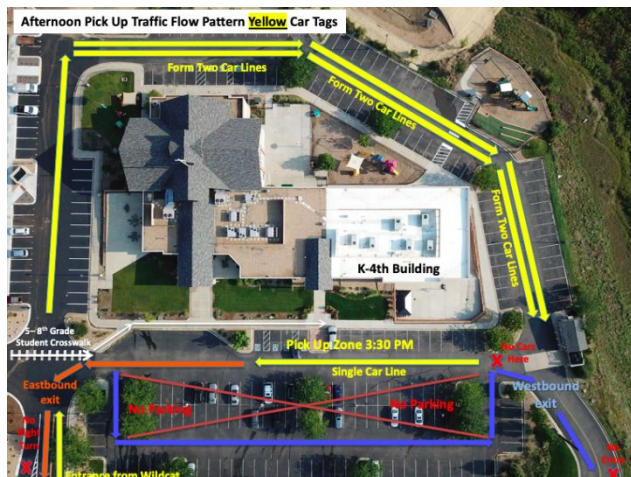 Afternoon Pick Up Traffic Flow Pattern Yellow Car Tags
Form Two Car Lines
Form Two Car Lines
Form Two Car Lines
K-4th Building
5-8th Grade
Student Crosswalk
Pick Up Zone 3:30 PM
Single Car Line
No Cars
Here
Eastbound
exit
Westbound
exit
No Parking
No Parking
No
Right
Turn
Entrance from Wildcat
No